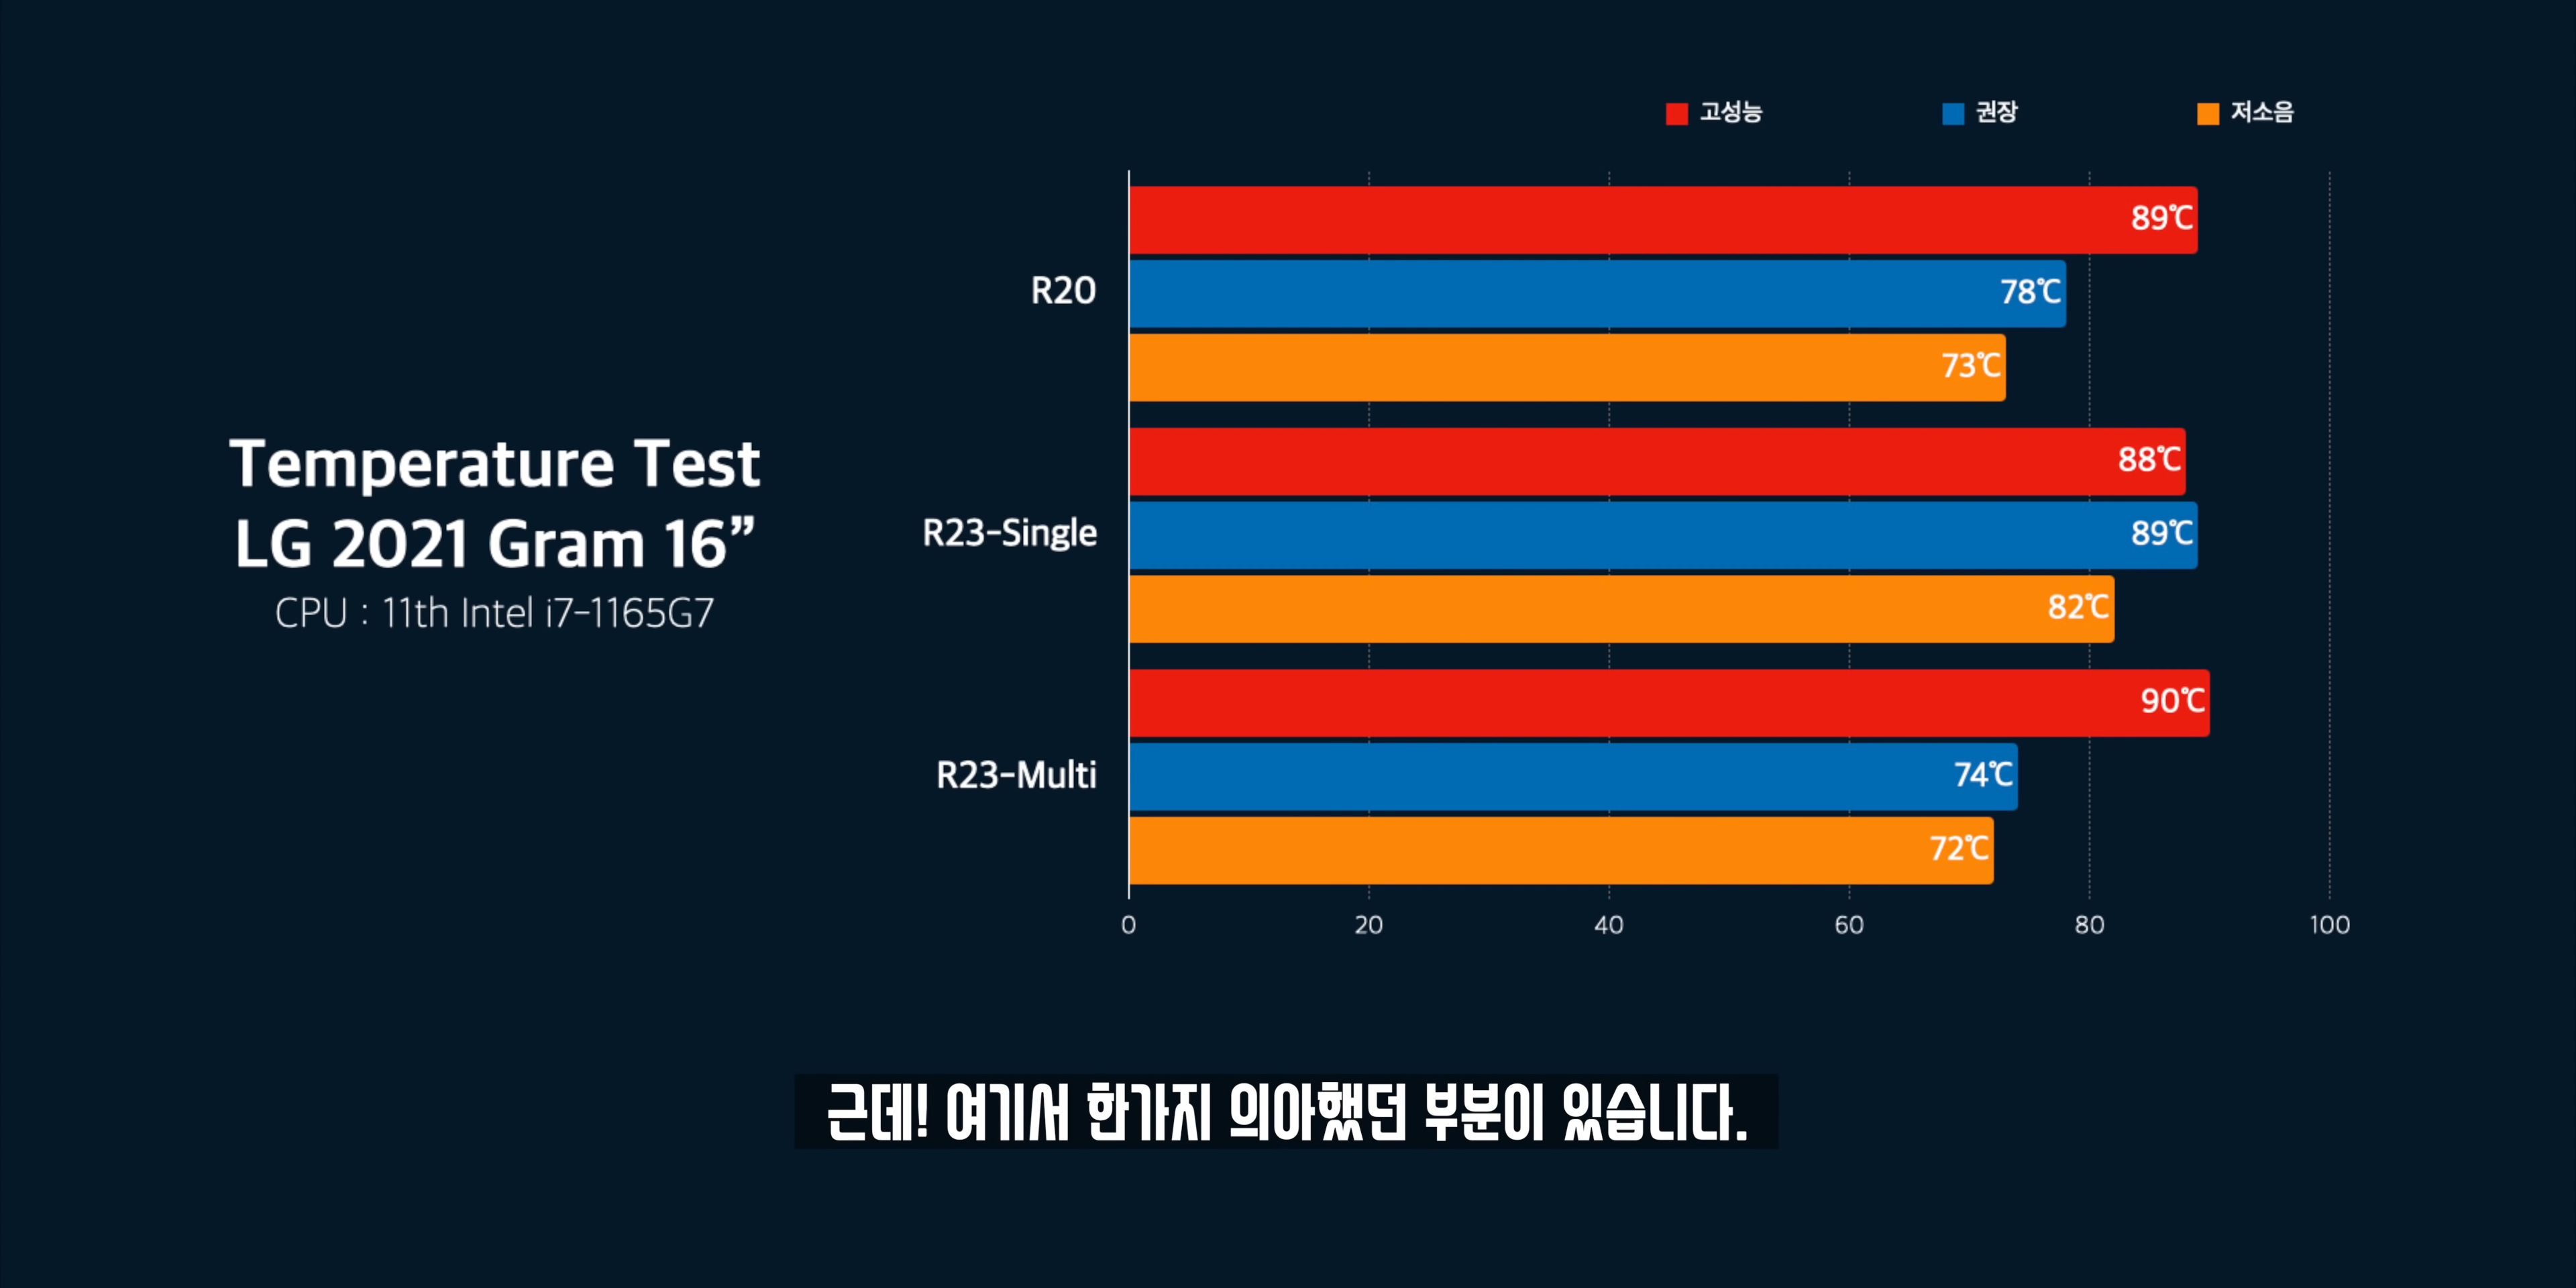 고성능 권장 저소음
Temperature Test
LG 2021 Gram 16”
CPU : 11th Intel i7-1165G7
R20
89℃
78℃
73℃
R23-Single
88℃
89℃
82℃
R23-Multi
90℃
74℃
72℃
0 20 40 60 80 100
근데! 여기서 한가지 의아했던 부분이 있습니다.